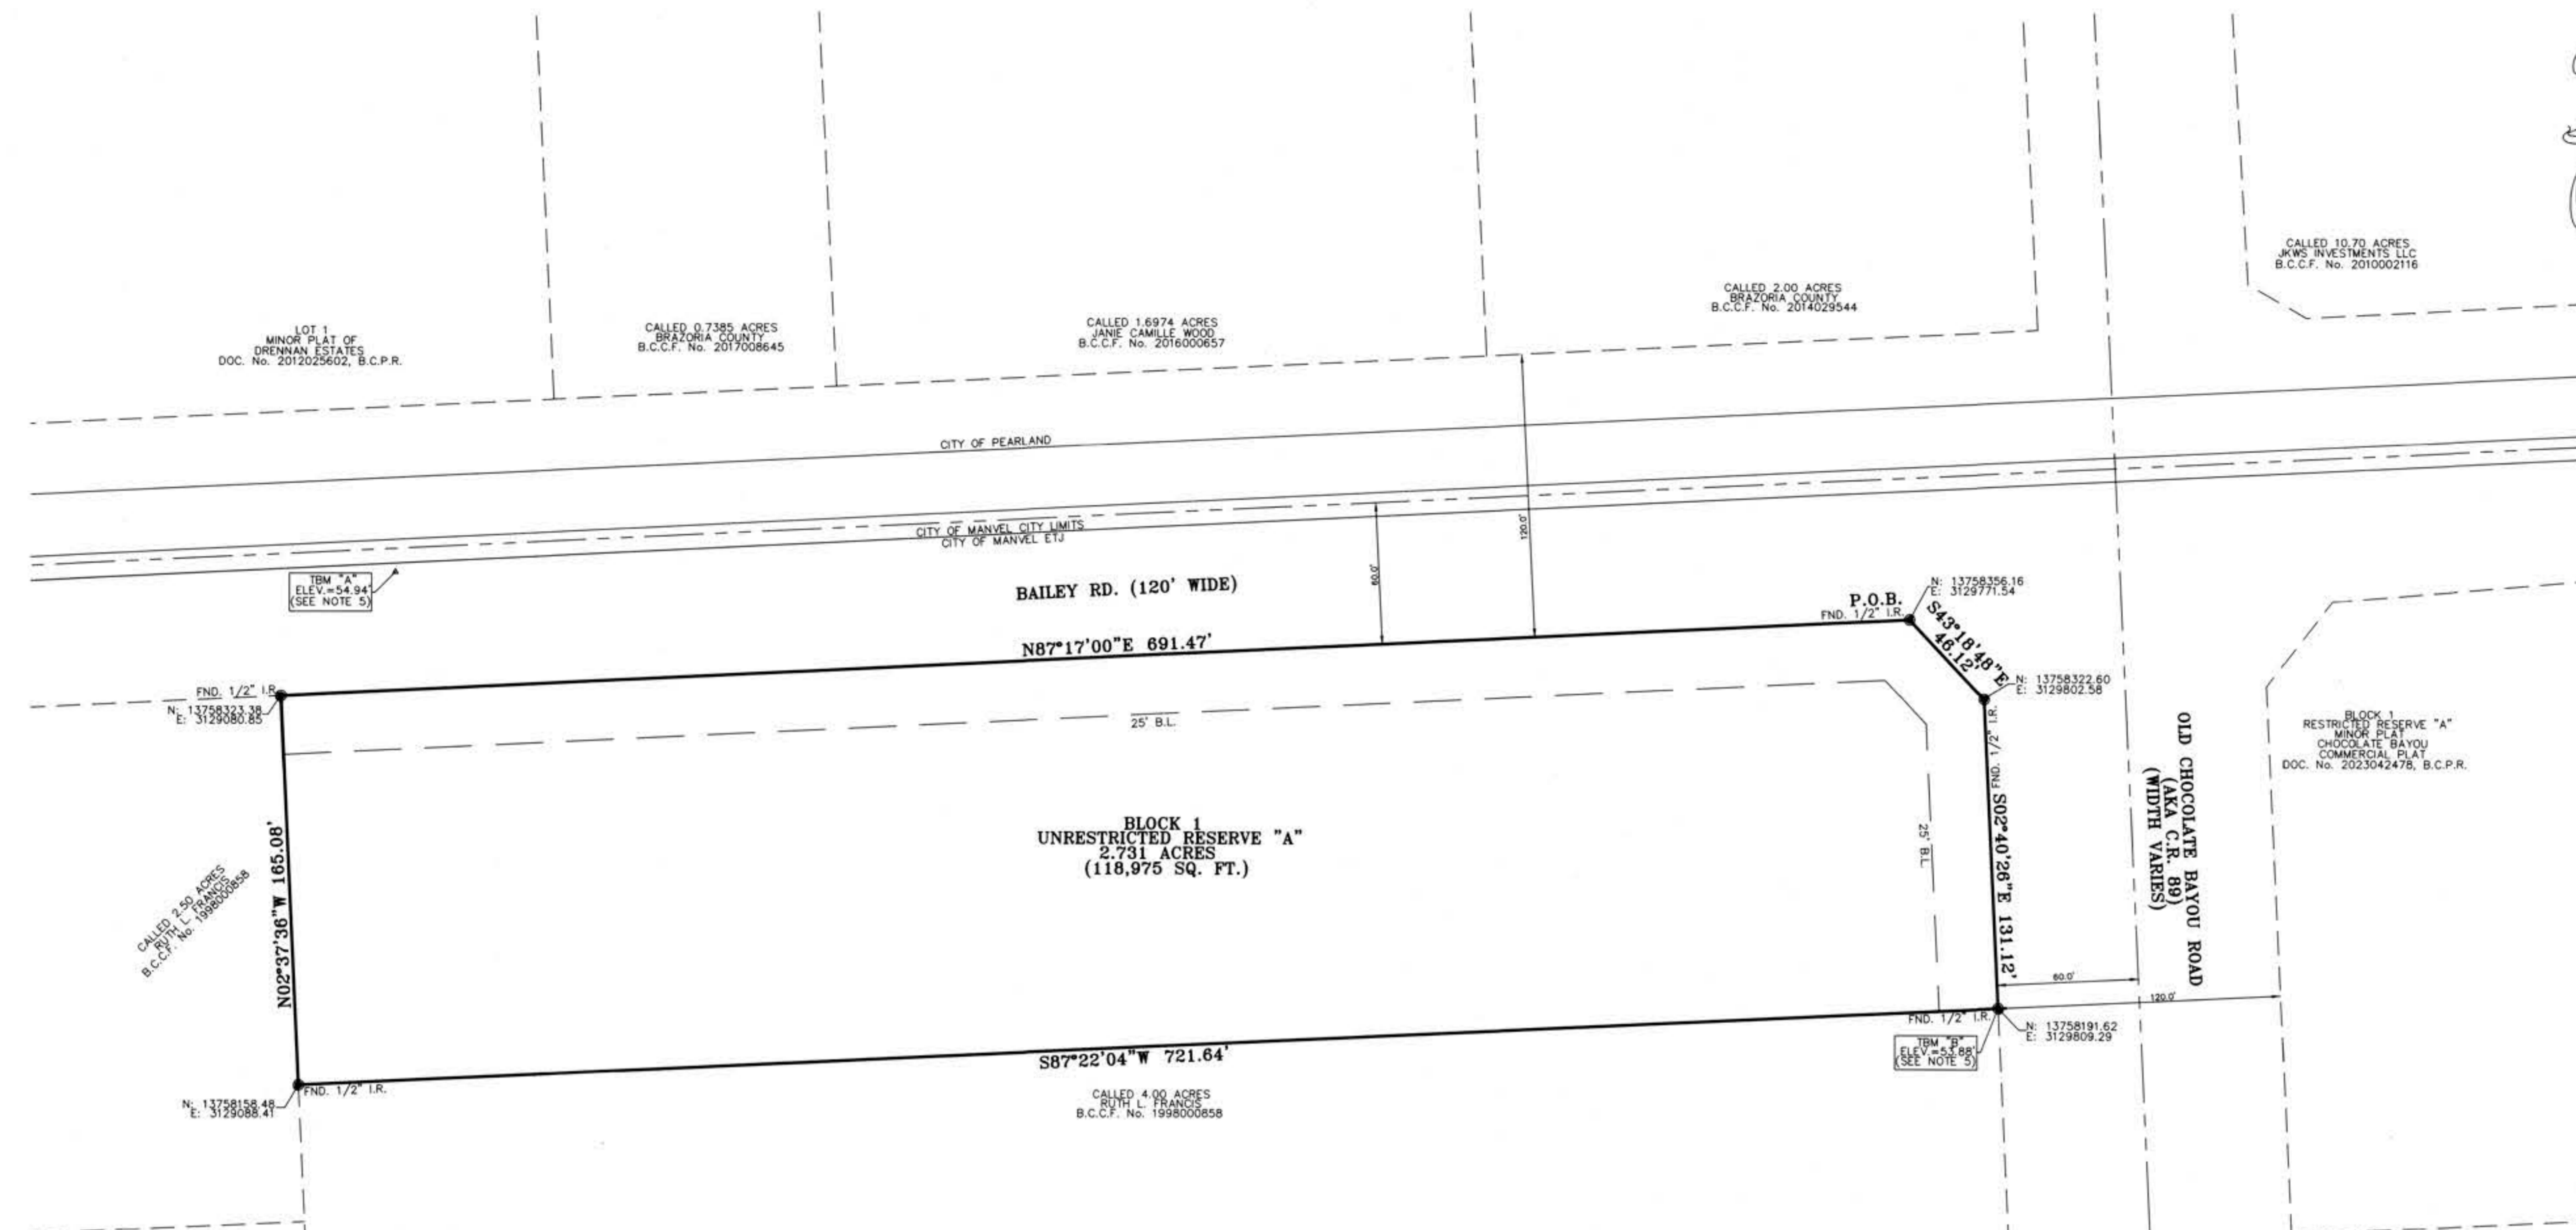 LOT 1
MINOR PLAT OF
DRENNAN ESTATES
DOC. No. 2012025602, B.C.P.R.
CALLED 0.7385 ACRES
BRAZORIA COUNTY
B.C.C.F. No. 2017008645
CALLED 1.6974 ACRES
JANIE CAMILLE WOOD
B.C.C.F. No. 2016000657
CALLED 2.00 ACRES
BRAZORIA COUNTY
B.C.C.F. No. 2014029544
CALLED 10.70 ACRES
JKWS INVESTMENTS LLC
B.C.C.F. No. 2010002116
CITY OF PEARLAND
CITY OF MANVEL CITY LIMITS
CITY OF MANVEL ETJ
TBM "A"
ELEV.=54.94'
(SEE NOTE 5)
BAILEY RD. (120' WIDE)
60.0'
120.0'
N87°17'00"E 691.47'
P.O.B.
FND. 1/2" I.R.
N: 13758356.16
E: 3129771.54
S43°18'48"E
46.12'
N: 13758322.60
E: 3129802.58
FND. 1/2" I.R.
N: 13758323.38
E: 3129080.85
25' B.L.
FND. 1/2" I.R.
S02°40'26"E 131.12'
25' B.L.
BLOCK 1
UNRESTRICTED RESERVE "A"
2.731 ACRES
(118,975 SQ. FT.)
OLD CHOCOLATE BAYOU ROAD
(AKA C.R. 89)
(WIDTH VARIES)
BLOCK 1
RESTRICTED RESERVE "A"
MINOR PLAT
CHOCOLATE BAYOU
COMMERCIAL PLAT
DOC. No. 2023042478, B.C.P.R.
CALLED 2.50 ACRES
RUTH L. FRANCIS
B.C.C.F. No. 1998000858
N02°37'36"W 165.08'
60.0'
120.0'
FND. 1/2" I.R.
N: 13758191.62
E: 3129809.29
TBM "B"
ELEV.=53.88'
(SEE NOTE 5)
S87°22'04"W 721.64'
FND. 1/2" I.R.
N: 13758158.48
E: 3129088.41
CALLED 4.00 ACRES
RUTH L. FRANCIS
B.C.C.F. No. 1998000858